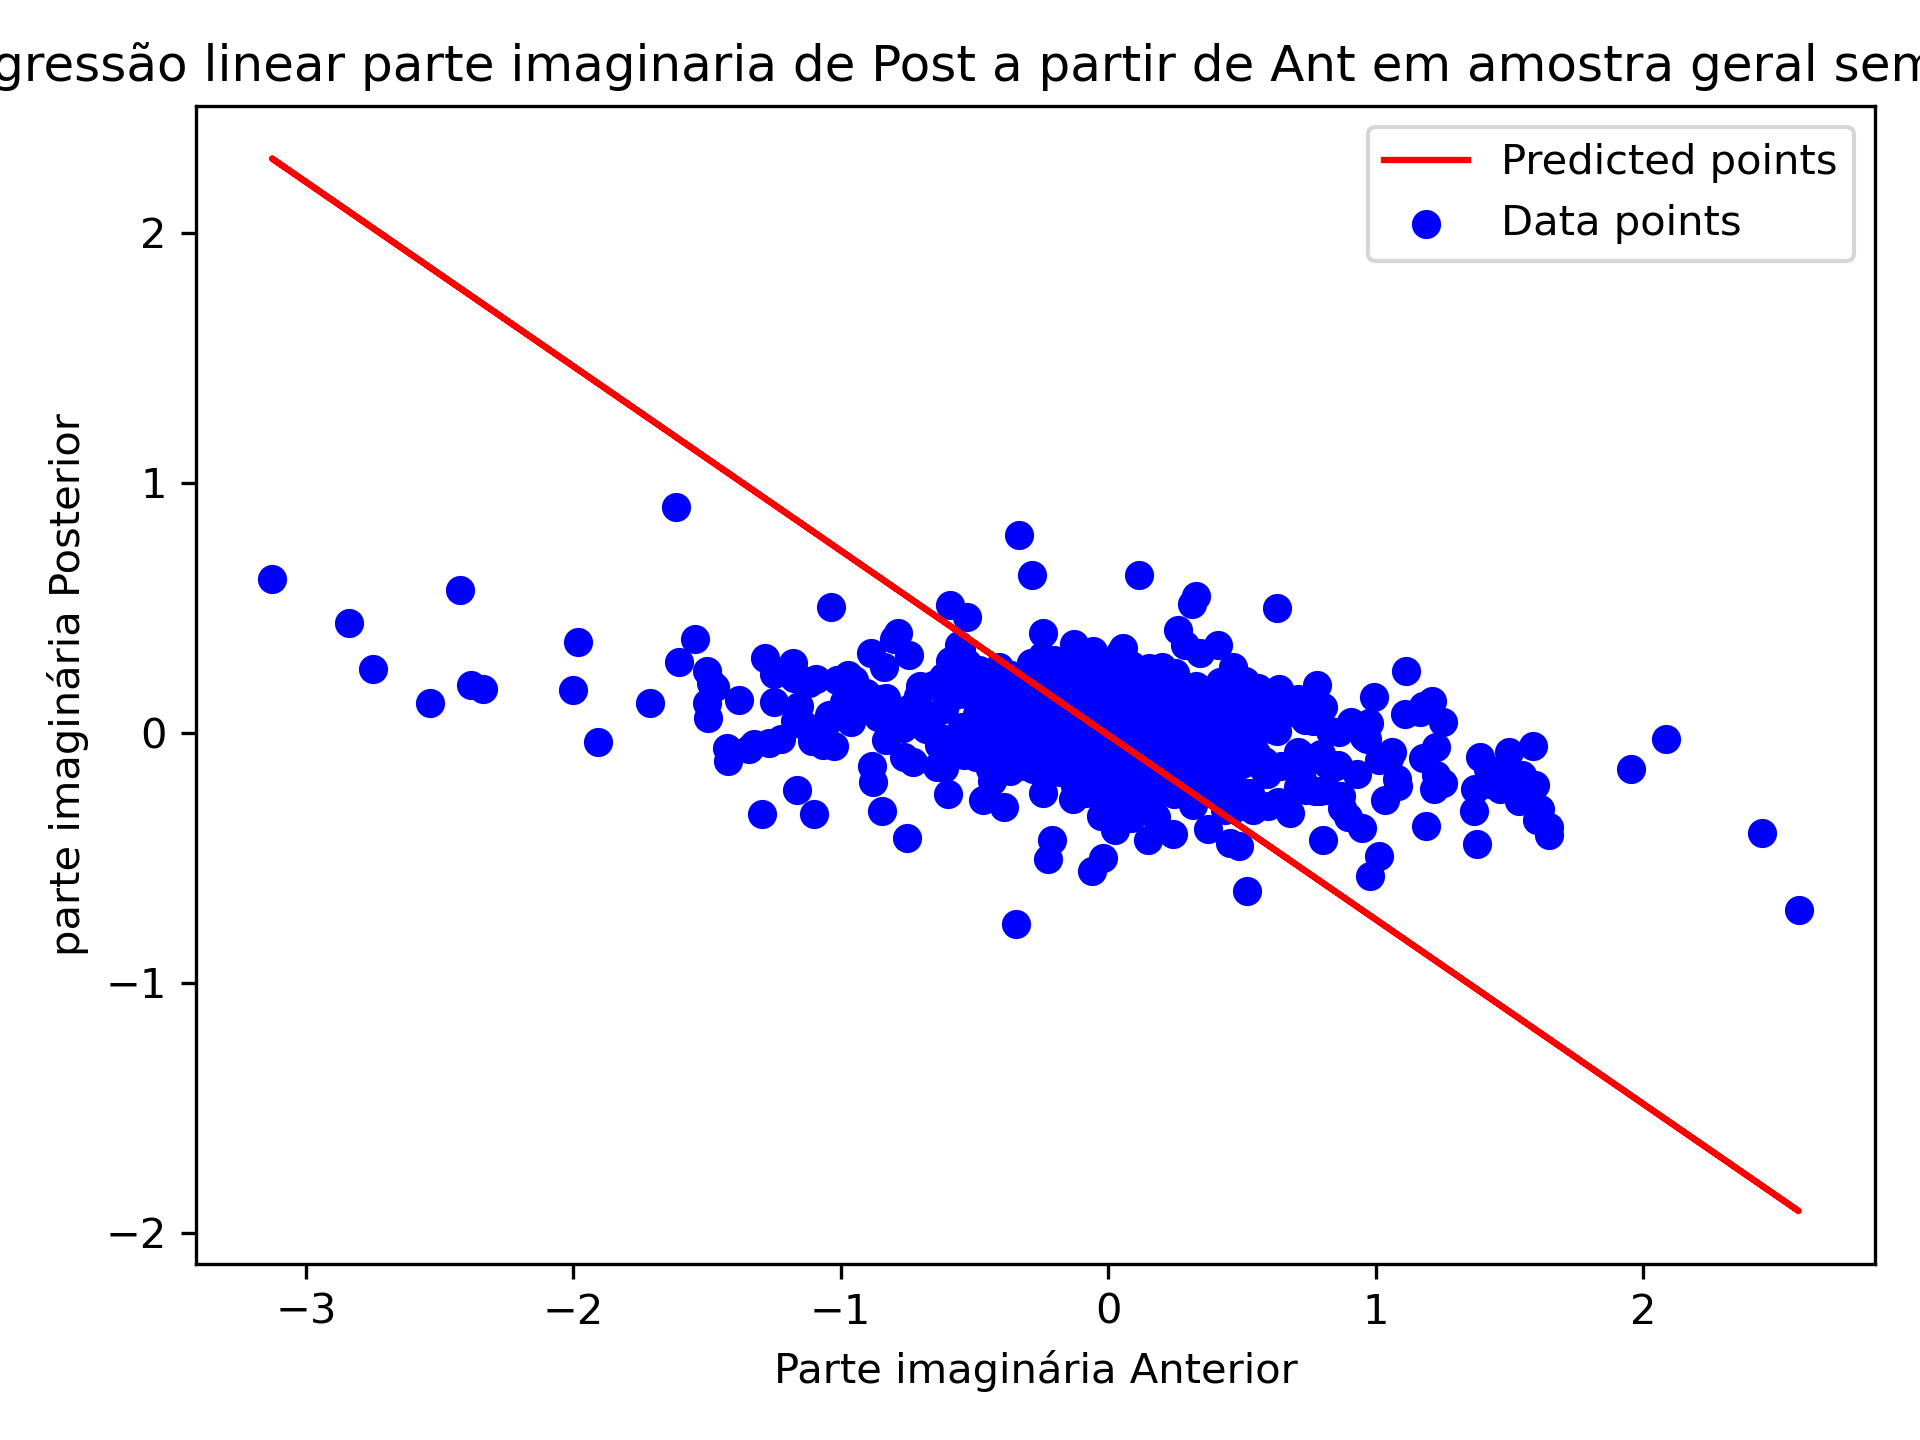 gressão linear parte imaginaria de Post a partir de Ant em amostra geral sem
Predicted points
Data points
parte imaginária Posterior
2
1
0
−1
−2
−3
−2
−1
0
1
2
Parte imaginária Anterior